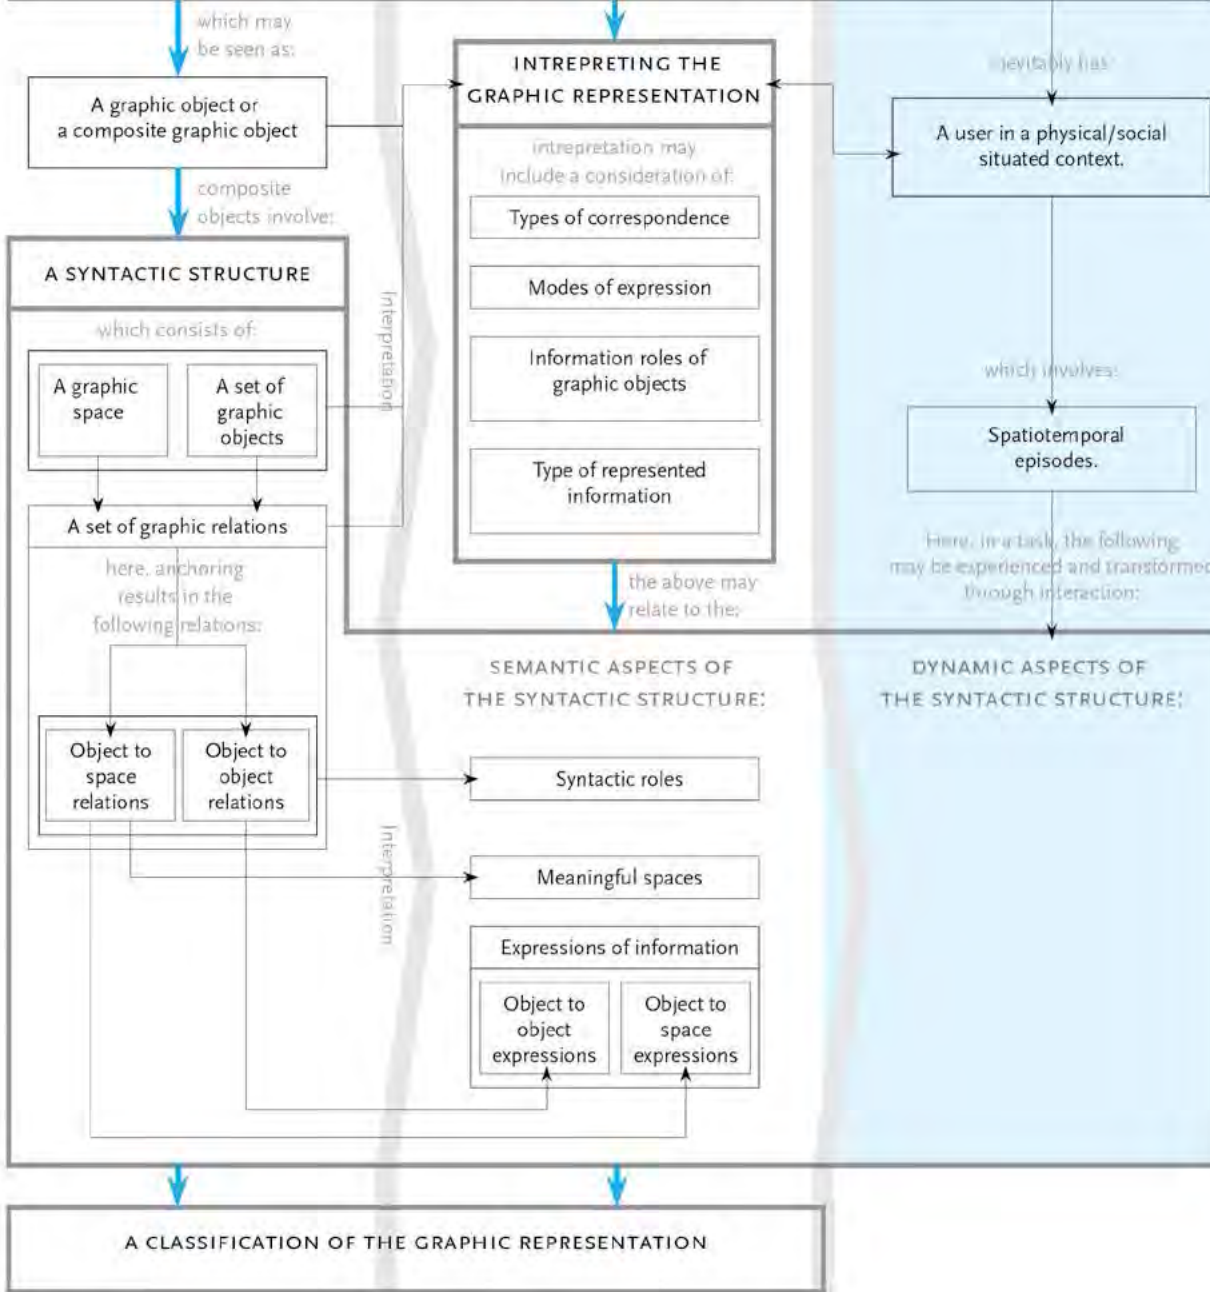 which may
be seen as:
A graphic object or
a composite graphic object
composite
objects involve:
A SYNTACTIC STRUCTURE
which consists of:
A graphic
space
A set of
graphic
objects
A set of graphic relations
here, anchoring
results in the
following relations:
Object to
space
relations
Object to
object
relations
Interpretation
Interpretation
INTREPRETING THE
GRAPHIC REPRESENTATION
intrepretation may
include a consideration of:
Types of correspondence
Modes of expression
Information roles of
graphic objects
Type of represented
information
the above may
relate to the:
SEMANTIC ASPECTS OF
THE SYNTACTIC STRUCTURE:
Syntactic roles
Meaningful spaces
Expressions of information
Object to
object
expressions
Object to
space
expressions
inevitably has:
A user in a physical/social
situated context.
which involves:
Spatiotemporal
episodes.
Here, in a task, the following
may be experienced and transformed
through interaction:
DYNAMIC ASPECTS OF
THE SYNTACTIC STRUCTURE:
A CLASSIFICATION OF THE GRAPHIC REPRESENTATION